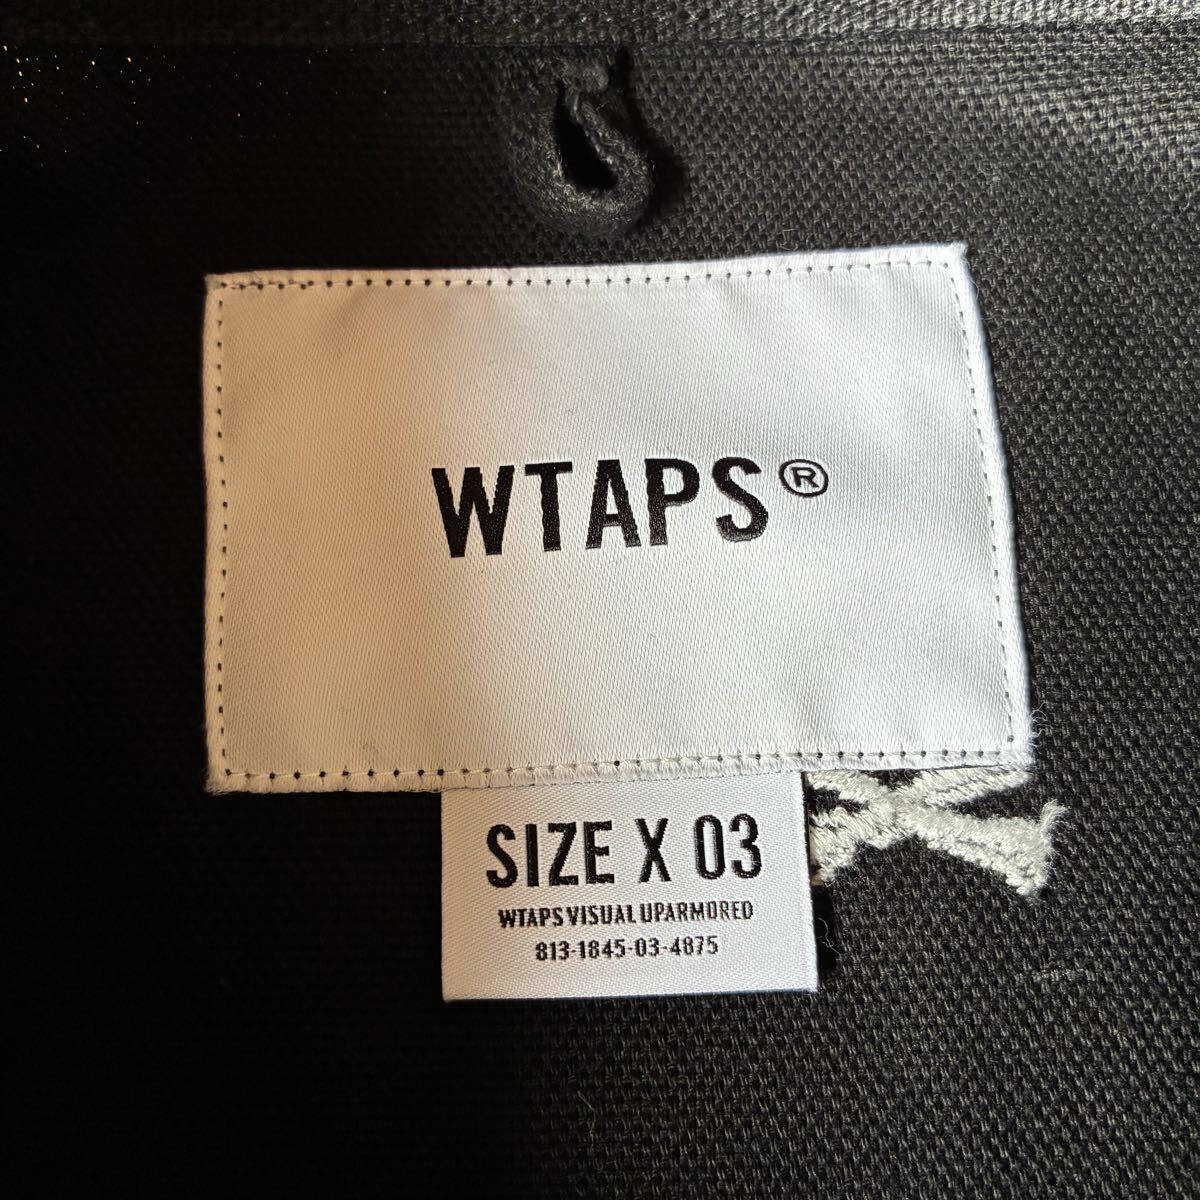 WTAPS®
SIZE X 03
WTAPS VISUAL UPARMORED
813-1845-03-4875